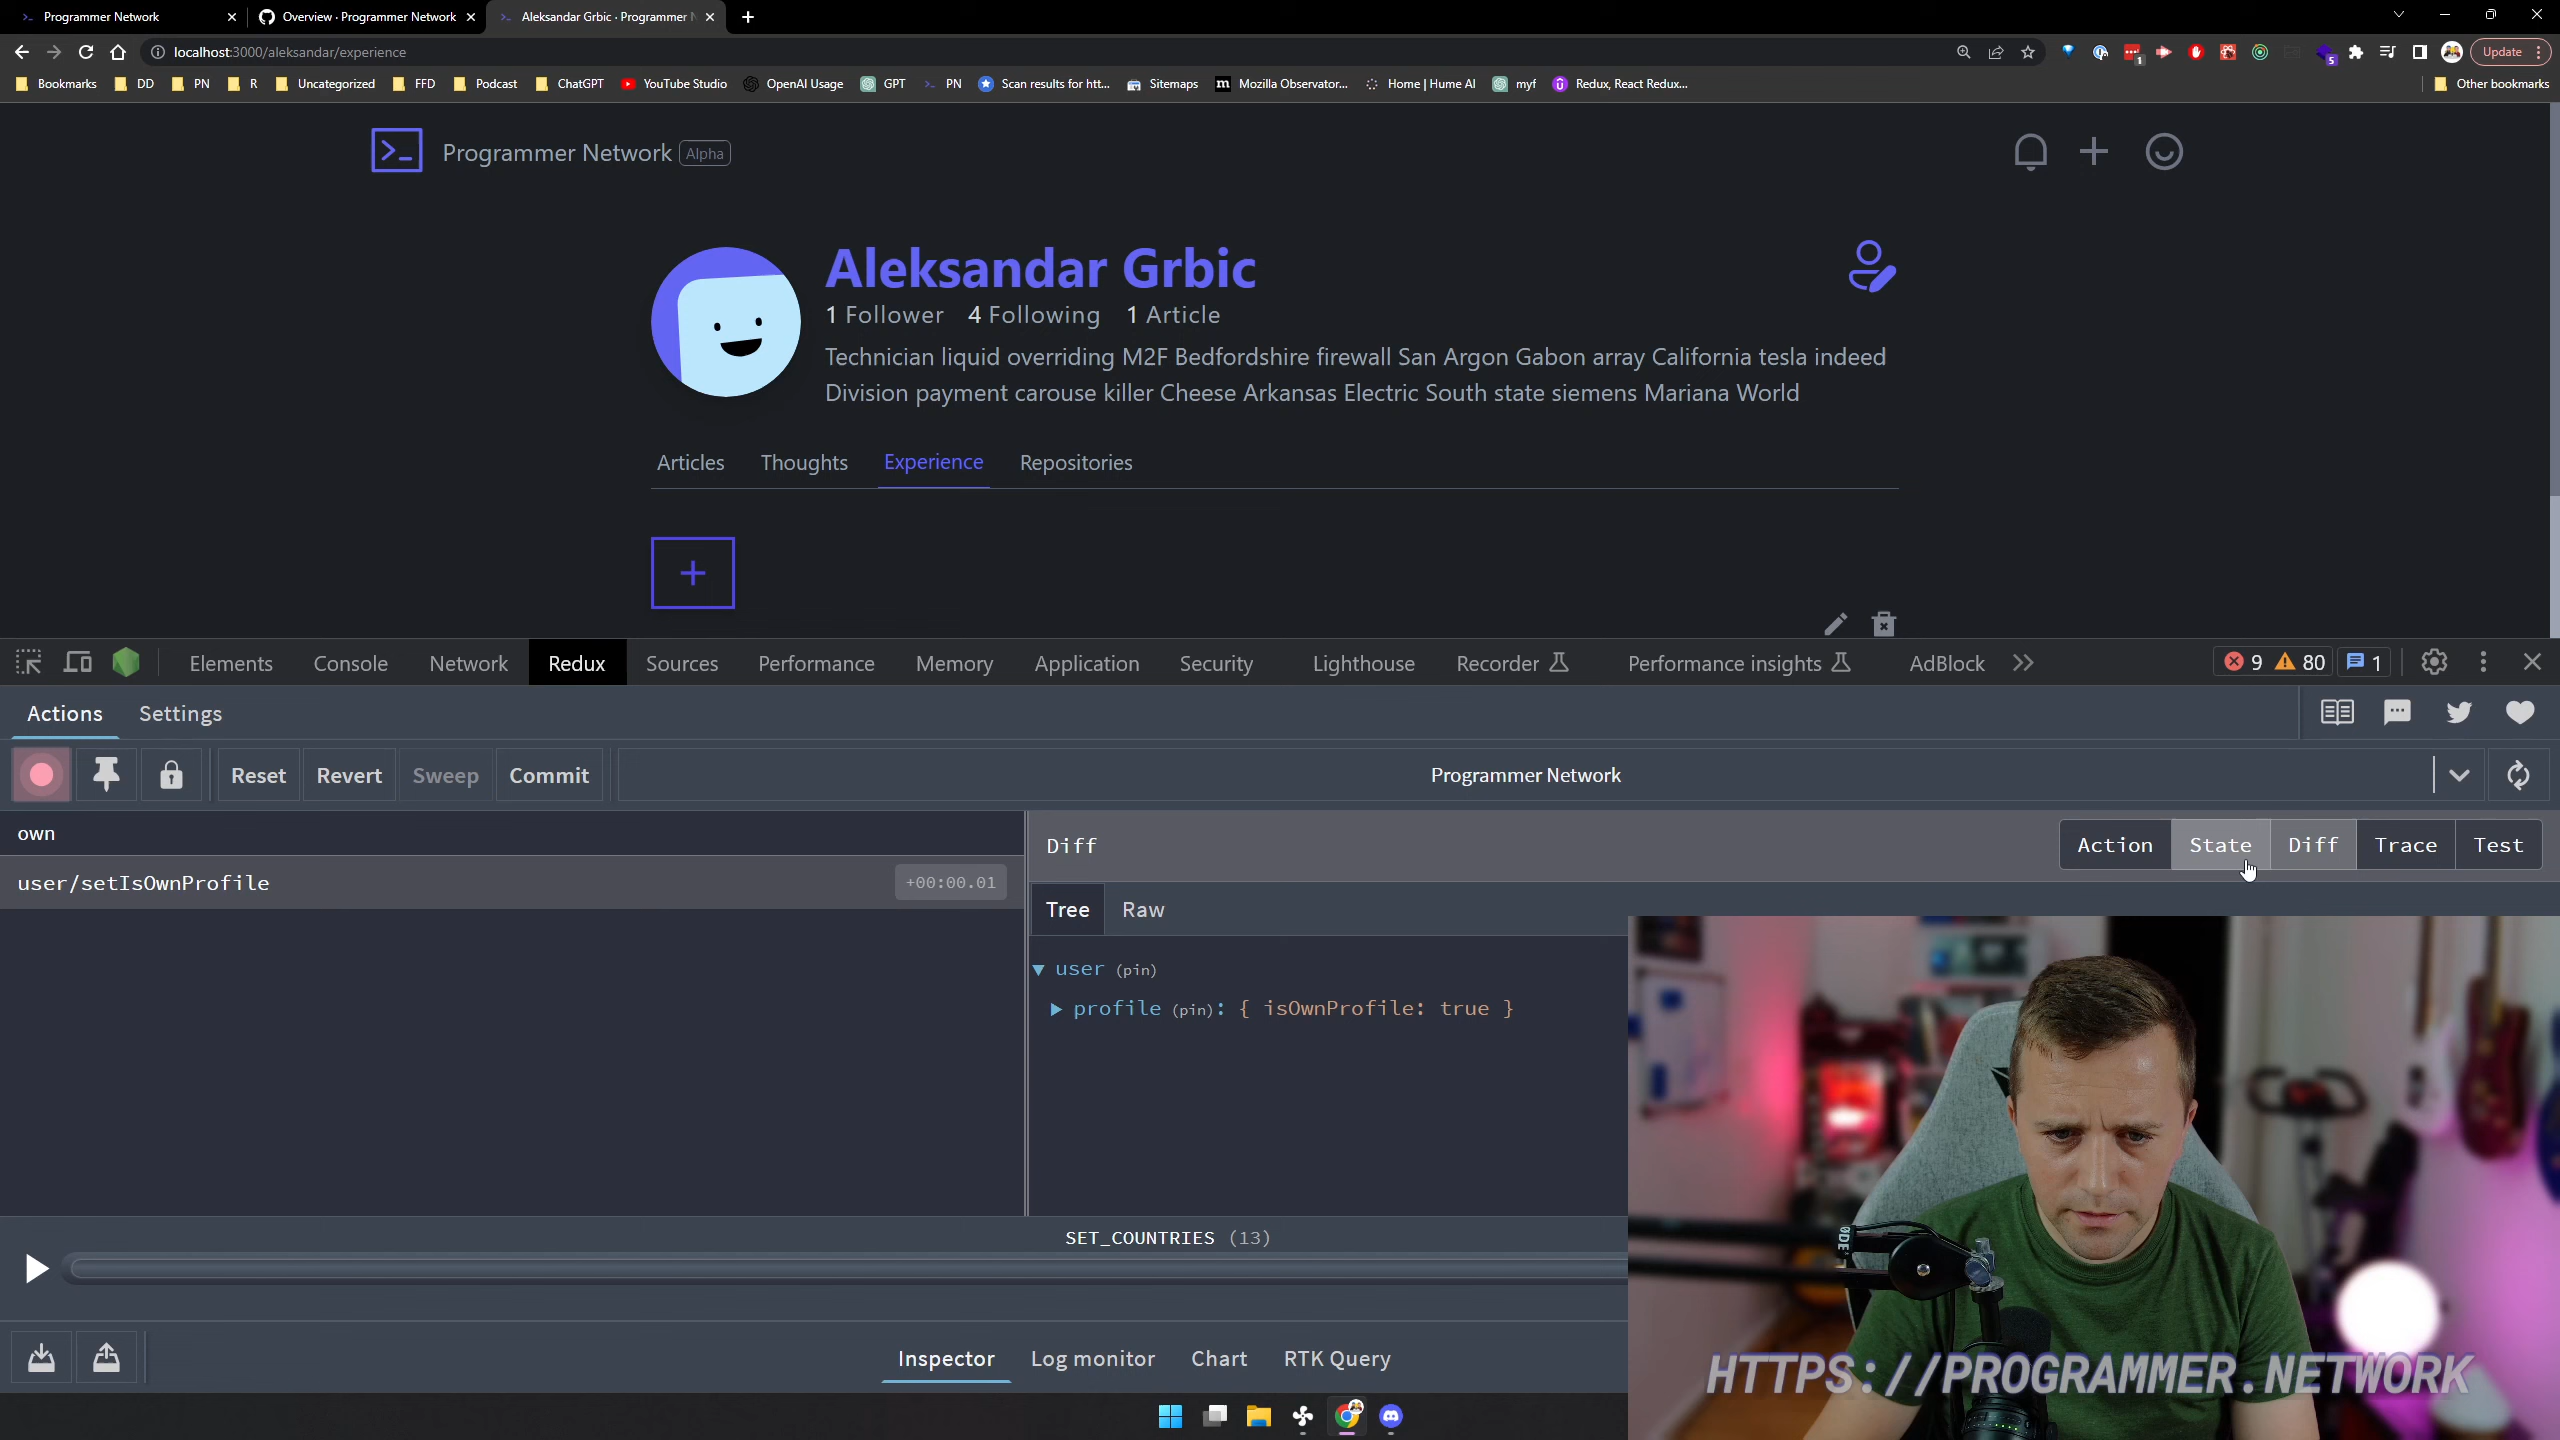 Programmer Network
Overview · Programmer Network
Aleksandar Grbic · Programmer N
localhost:3000/aleksandar/experience
Update
Bookmarks
DD
PN
R
Uncategorized
FFD
Podcast
ChatGPT
YouTube Studio
OpenAI Usage
GPT
PN
Scan results for htt...
Sitemaps
Mozilla Observator...
Home | Hume AI
myf
Redux, React Redux...
Other bookmarks
Programmer Network Alpha
Aleksandar Grbic
1 Follower 4 Following 1 Article
Technician liquid overriding M2F Bedfordshire firewall San Argon Gabon array California tesla indeed
Division payment carouse killer Cheese Arkansas Electric South state siemens Mariana World
Articles Thoughts Experience Repositories
Elements Console Network Redux Sources Performance Memory Application Security Lighthouse Recorder Performance insights AdBlock
9 80 1
Actions Settings
Reset Revert Sweep Commit
Programmer Network
own
user/setIsOwnProfile +00:00.01
Diff
Action State Diff Trace Test
Tree Raw
user (pin)
profile (pin): { isOwnProfile: true }
SET_COUNTRIES (13)
Inspector Log monitor Chart RTK Query
HTTPS://PROGRAMMER.NETWORK